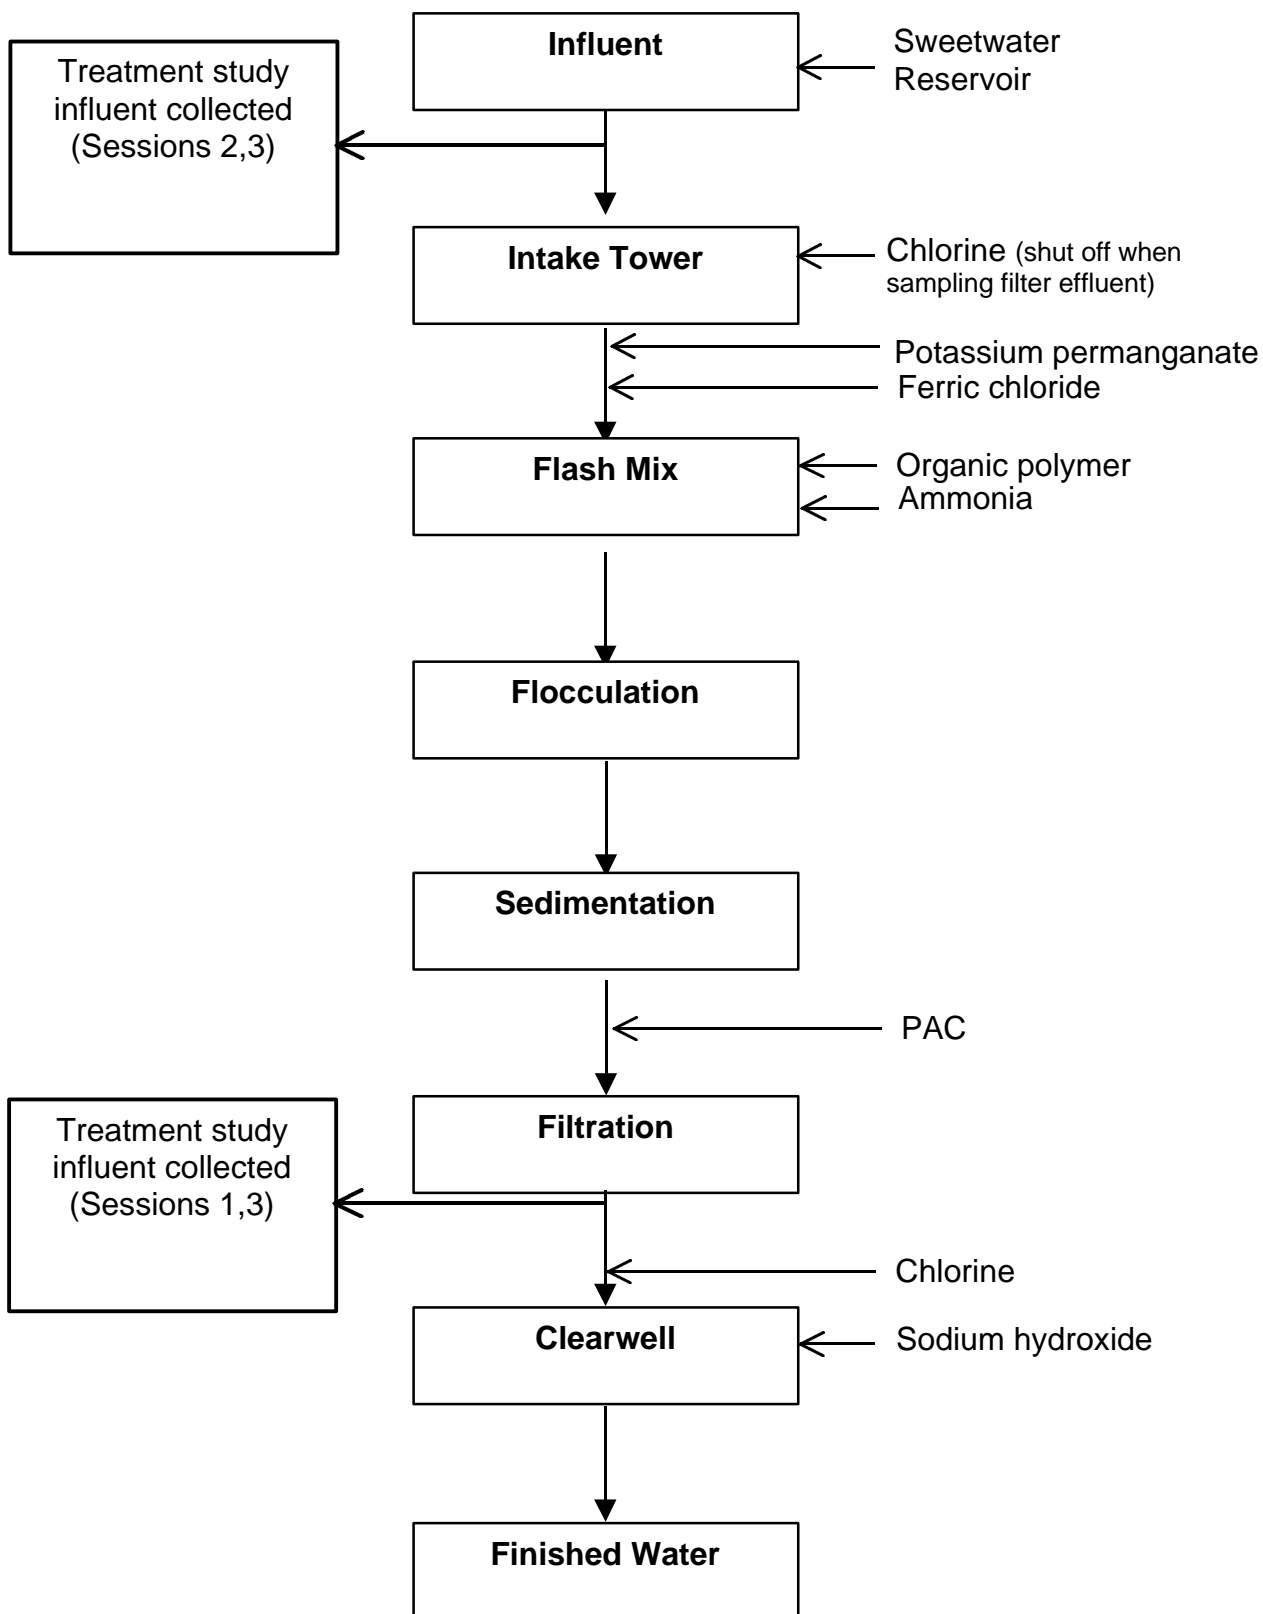 Influent
Sweetwater
Reservoir
Treatment study
influent collected
(Sessions 2,3)
Intake Tower
Chlorine (shut off when
sampling filter effluent)
Potassium permanganate
Ferric chloride
Flash Mix
Organic polymer
Ammonia
Flocculation
Sedimentation
PAC
Filtration
Treatment study
influent collected
(Sessions 1,3)
Chlorine
Clearwell
Sodium hydroxide
Finished Water